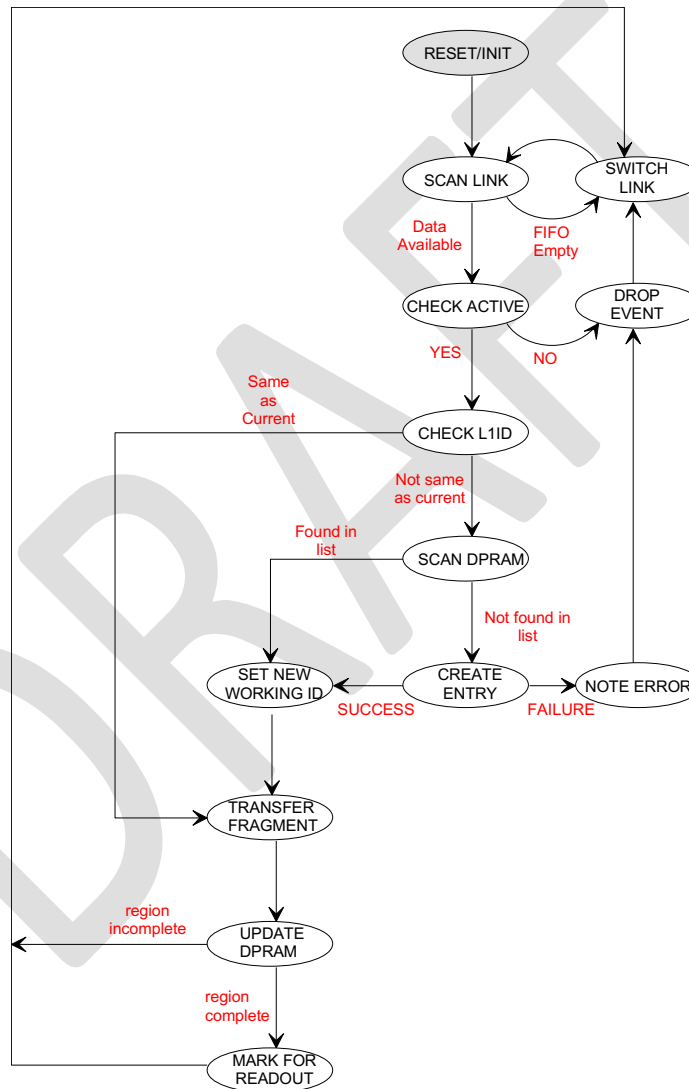 RESET/INIT
SCAN LINK
SWITCH
LINK
Data
Available
FIFO
Empty
CHECK ACTIVE
DROP
EVENT
YES
NO
Same
as
Current
CHECK L1ID
Not same
as current
Found in
list
SCAN DPRAM
Not found in
list
SET NEW
WORKING ID
CREATE
ENTRY
NOTE ERROR
SUCCESS
FAILURE
TRANSFER
FRAGMENT
region
incomplete
UPDATE
DPRAM
region
complete
MARK FOR
READOUT
DRAFT